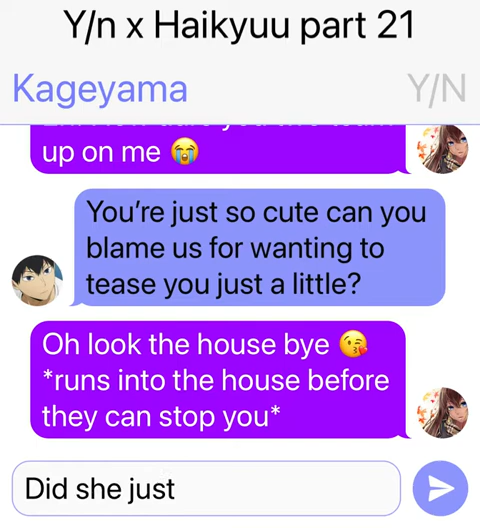 Y/n x Haikyuu part 21
Kageyama
Y/N
up on me 😭
You’re just so cute can you
blame us for wanting to
tease you just a little?
Oh look the house bye 😘
*runs into the house before
they can stop you*
Did she just